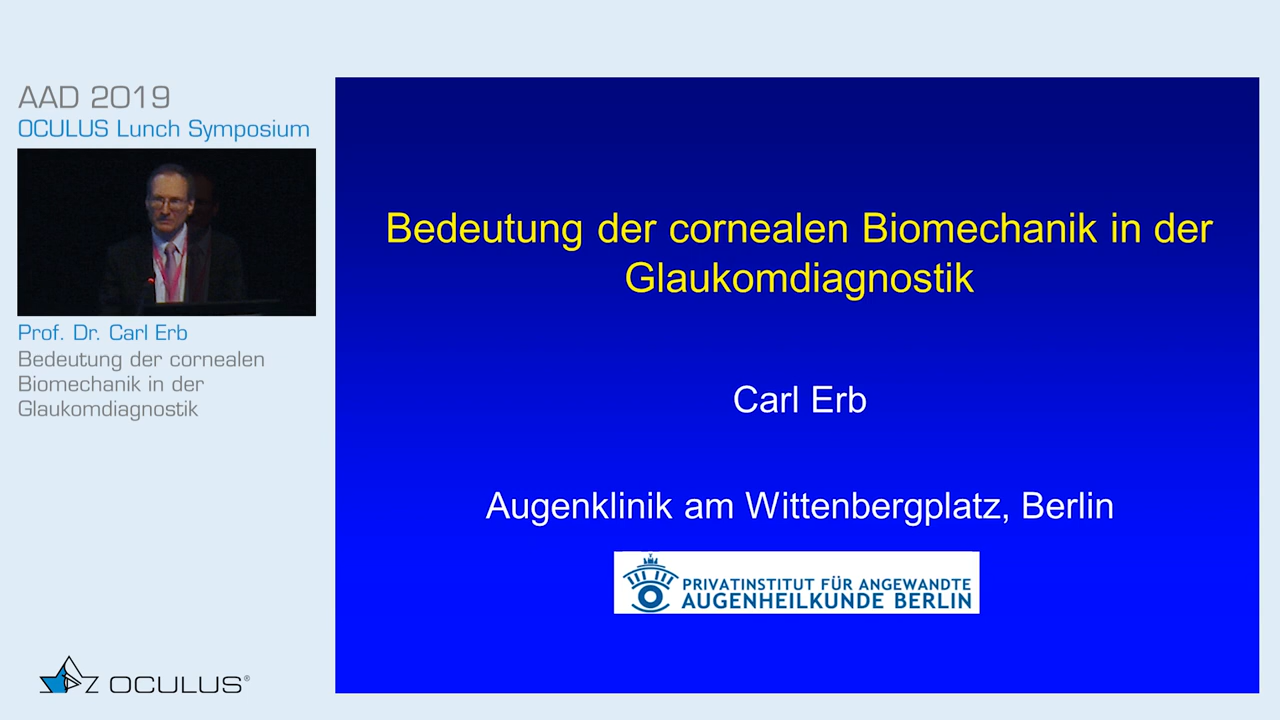 AAD 2019
OCULUS Lunch Symposium
Prof. Dr. Carl Erb
Bedeutung der cornealen
Biomechanik in der
Glaukomdiagnostik
OCULUS®
Bedeutung der cornealen Biomechanik in der
Glaukomdiagnostik
Carl Erb
Augenklinik am Wittenbergplatz, Berlin
PRIVATINSTITUT FÜR ANGEWANDTE
AUGENHEILKUNDE BERLIN